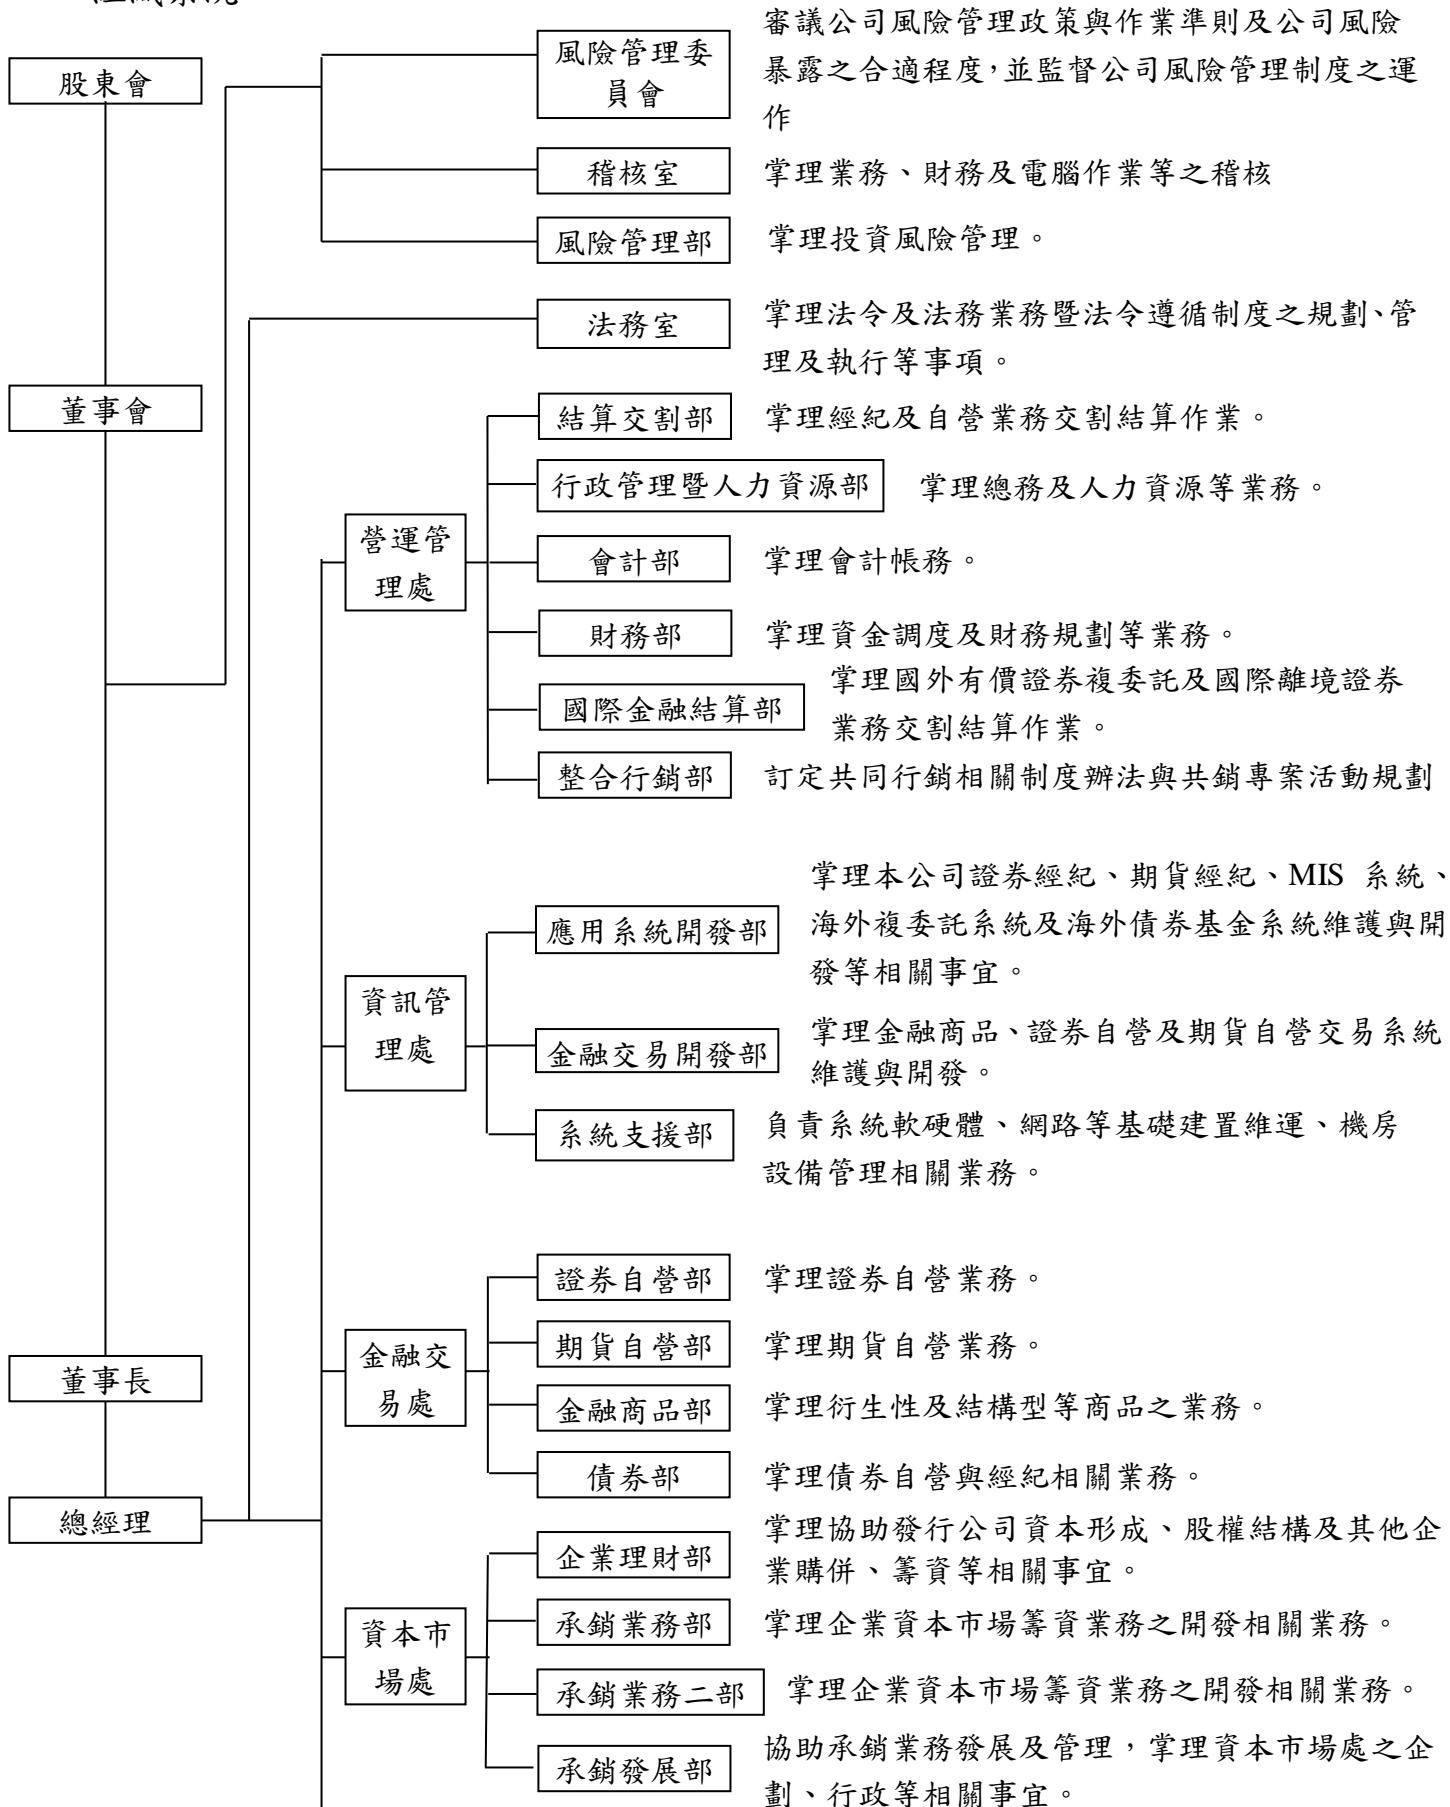 股東會
風險管理委
員會
審議公司風險管理政策與作業準則及公司風險
暴露之合適程度，並監督公司風險管理制度之運
作
稽核室
掌理業務、財務及電腦作業等之稽核
風險管理部
掌理投資風險管理。
法務室
掌理法令及法務業務暨法令遵循制度之規劃、管
理及執行等事項。
董事會
結算交割部
掌理經紀及自營業務交割結算作業。
行政管理暨人力資源部
掌理總務及人力資源等業務。
營運管
理處
會計部
掌理會計帳務。
財務部
掌理資金調度及財務規劃等業務。
國際金融結算部
掌理國外有價證券複委託及國際離境證券
業務交割結算作業。
整合行銷部
訂定共同行銷相關制度辦法與共銷專案活動規劃
應用系統開發部
掌理本公司證券經紀、期貨經紀、MIS 系統、
海外複委託系統及海外債券基金系統維護與開
發等相關事宜。
資訊管
理處
金融交易開發部
掌理金融商品、證券自營及期貨自營交易系統
維護與開發。
系統支援部
負責系統軟硬體、網路等基礎建置維運、機房
設備管理相關業務。
證券自營部
掌理證券自營業務。
金融交
易處
期貨自營部
掌理期貨自營業務。
董事長
金融商品部
掌理衍生性及結構型等商品之業務。
債券部
掌理債券自營與經紀相關業務。
總經理
企業理財部
掌理協助發行公司資本形成、股權結構及其他企
業購併、籌資等相關事宜。
資本市
場處
承銷業務部
掌理企業資本市場籌資業務之開發相關業務。
承銷業務二部
掌理企業資本市場籌資業務之開發相關業務。
承銷發展部
協助承銷業務發展及管理，掌理資本市場處之企
劃、行政等相關事宜。